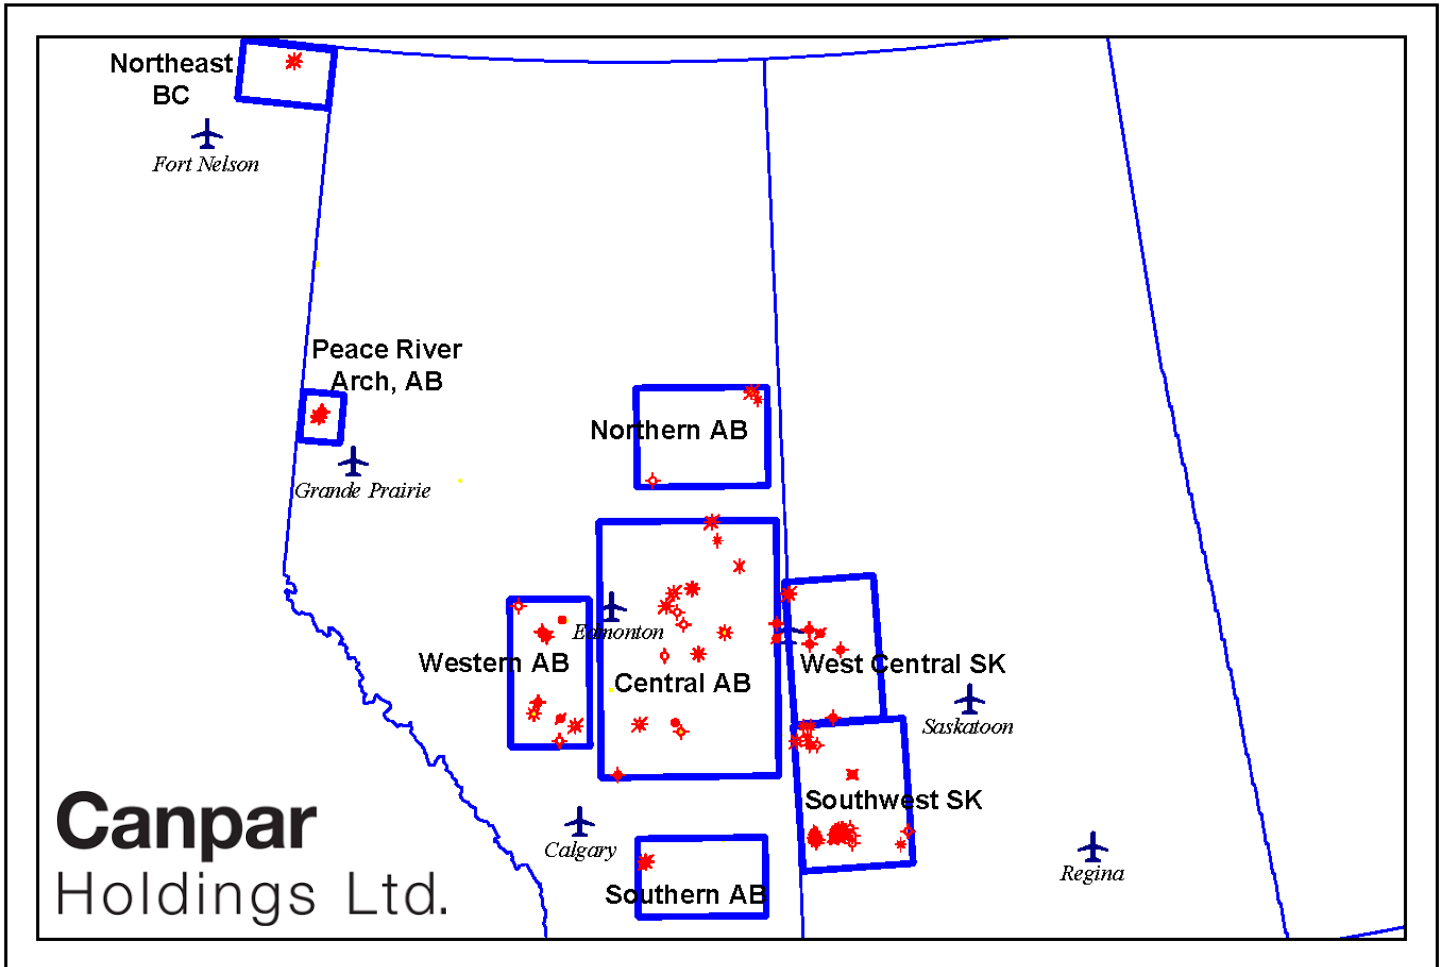 Northeast
BC
Fort Nelson
Peace River
Arch, AB
Grande Prairie
Northern AB
Edmonton
Western AB
Central AB
West Central SK
Saskatoon
Southwest SK
Calgary
Regina
Southern AB
Canpar
Holdings Ltd.